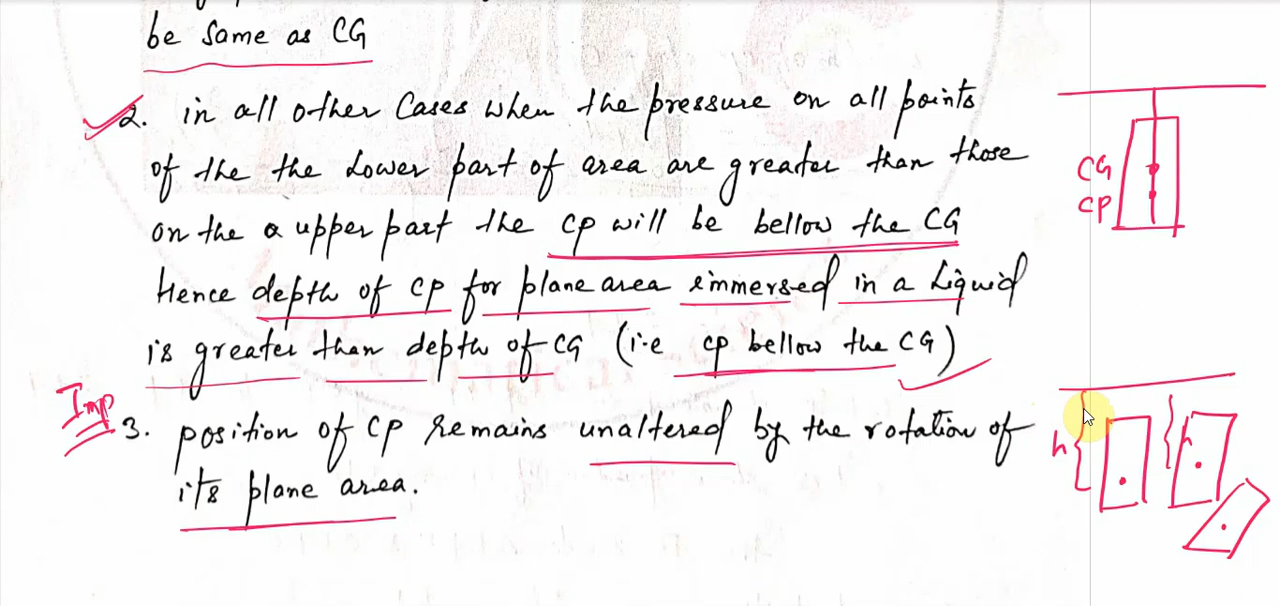 be same as CG
2. in all other Cases when the pressure on all points
of the the Lower part of area are greater than those
on the a upper part the CP will be bellow the CG
Hence depth of CP for plane area immersed in a Liquid
is greater than depth of CG (i.e CP bellow the CG)
Imp
3. position of CP Remains unaltered by the rotation of
its plane area.
CG
CP
h
h